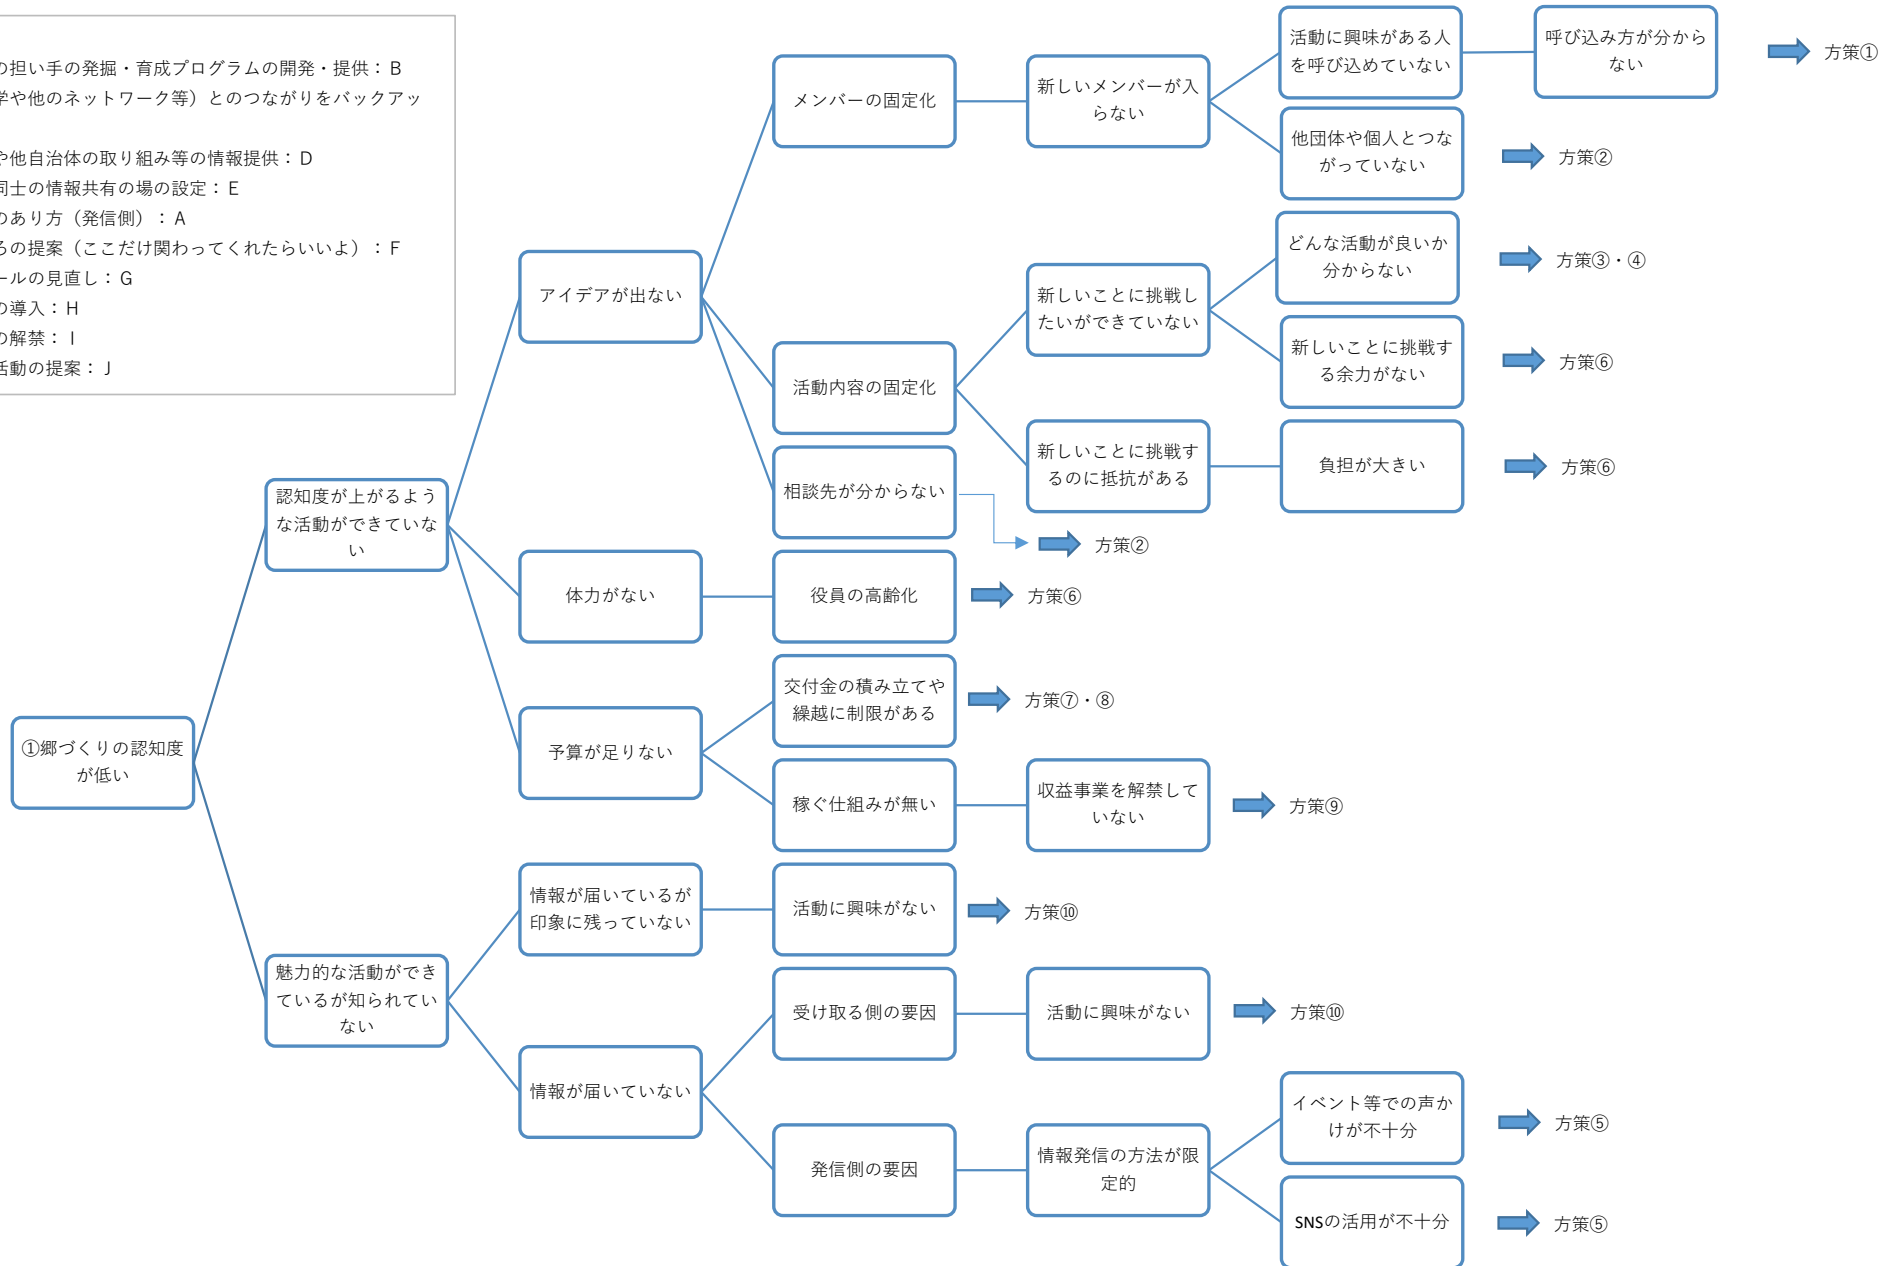 の担い手の発掘・育成プログラムの開発・提供：B
学や他のネットワーク等）とのつながりをバックアッ
や他自治体の取り組み等の情報提供：D
同士の情報共有の場の設定：E
のあり方（発信側）：A
ろの提案（ここだけ関わってくれたらいいよ）：F
ールの見直し：G
の導入：H
の解禁：I
活動の提案：J
①郷づくりの認知度
が低い
認知度が上がるよう
な活動ができていな
い
アイデアが出ない
メンバーの固定化
新しいメンバーが入
らない
活動に興味がある人
を呼び込めていない
呼び込み方が分から
ない
方策①
他団体や個人とつな
がっていない
方策②
活動内容の固定化
新しいことに挑戦し
たいができていない
どんな活動が良いか
分からない
方策③・④
新しいことに挑戦す
る余力がない
方策⑥
新しいことに挑戦す
るのに抵抗がある
負担が大きい
方策⑥
相談先が分からない
方策②
体力がない
役員の高齢化
方策⑥
予算が足りない
交付金の積み立てや
繰越に制限がある
方策⑦・⑧
稼ぐ仕組みが無い
収益事業を解禁して
いない
方策⑨
魅力的な活動ができ
ているが知られてい
ない
情報が届いているが
印象に残っていない
活動に興味がない
方策⑩
情報が届いていない
受け取る側の要因
活動に興味がない
方策⑩
発信側の要因
情報発信の方法が限
定的
イベント等での声か
けが不十分
方策⑤
SNSの活用が不十分
方策⑤